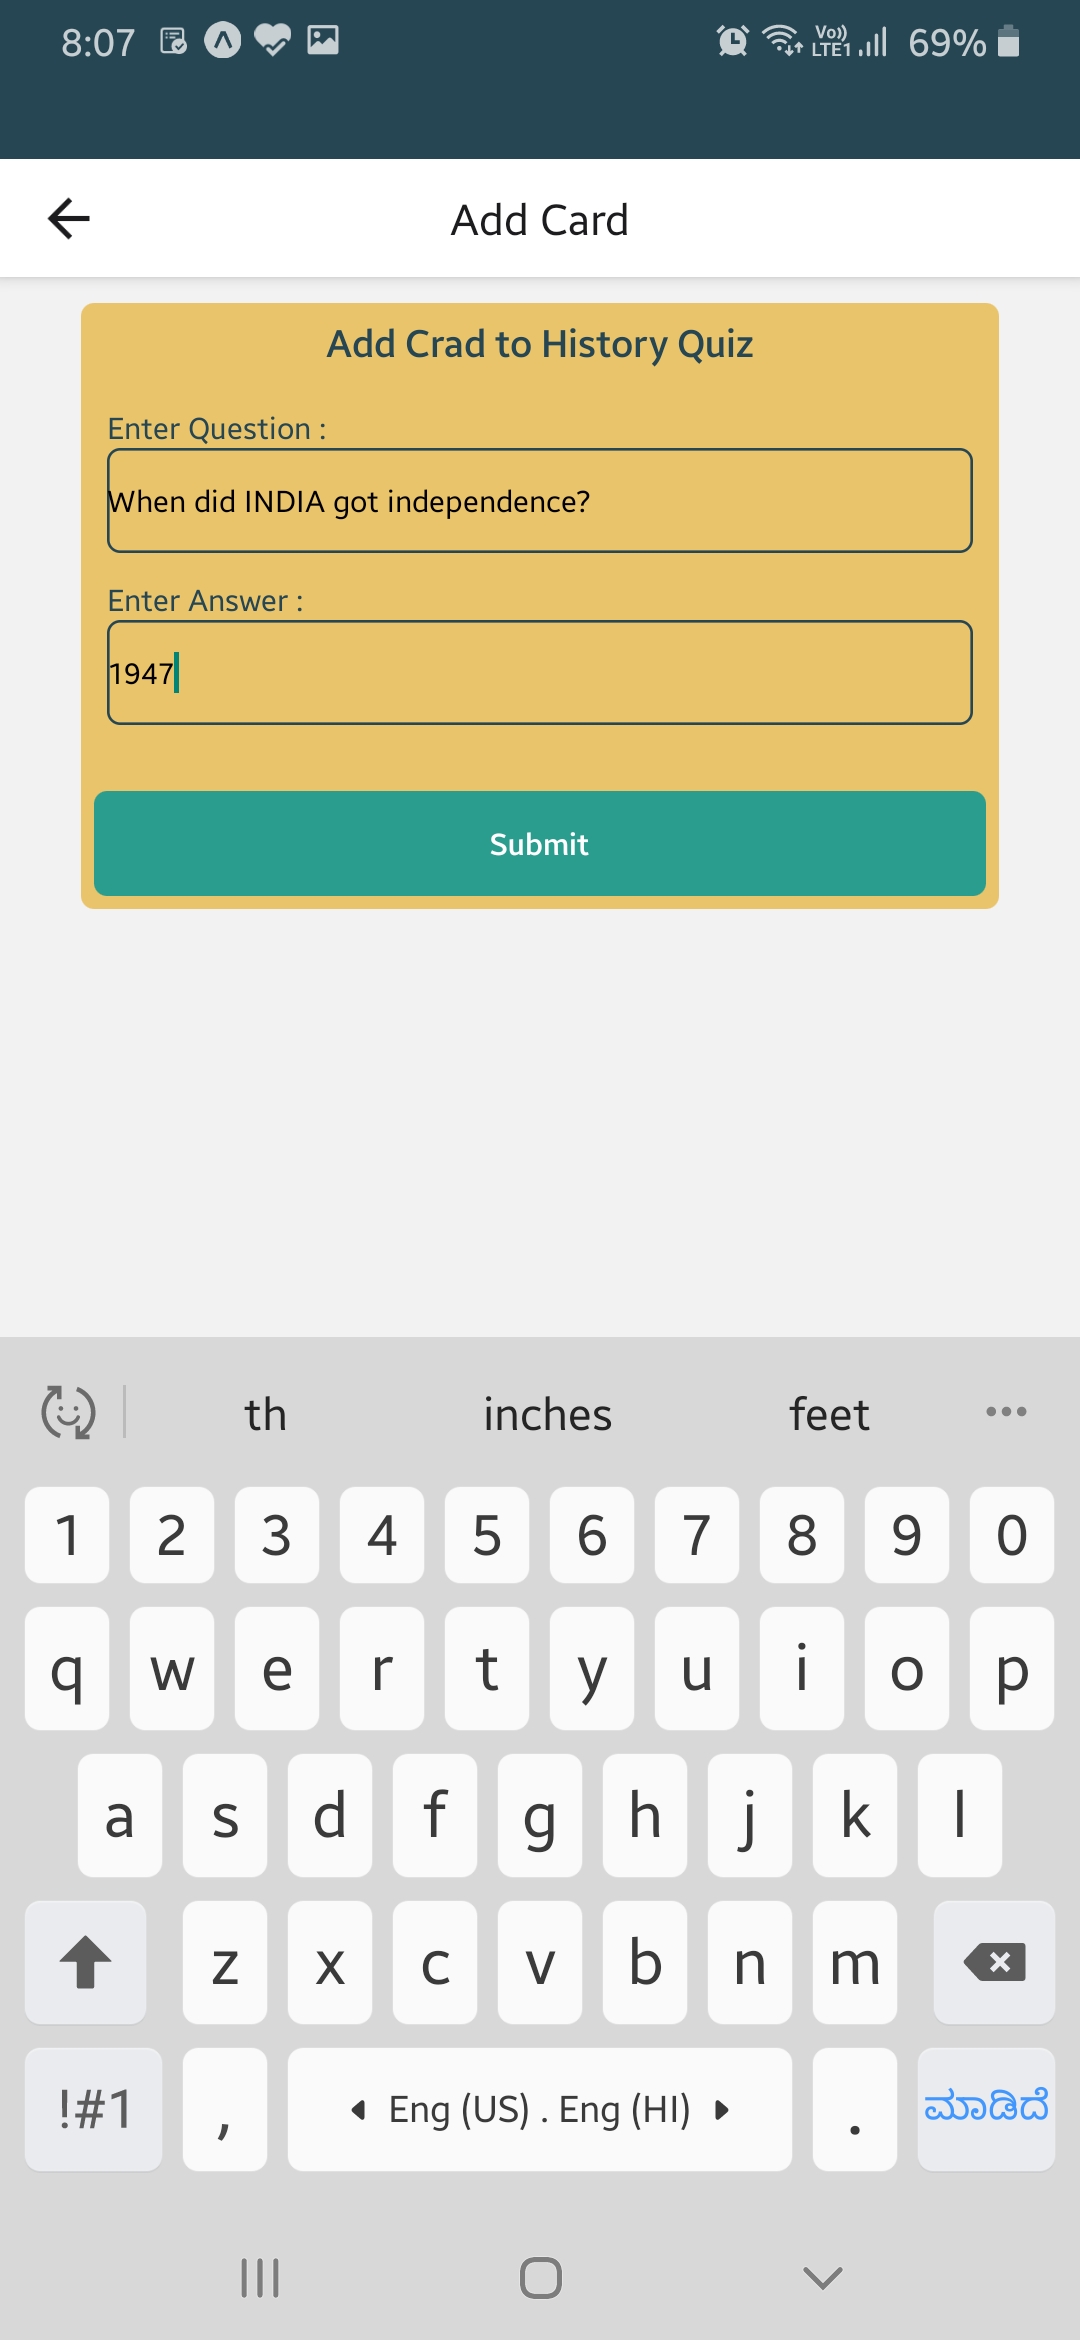 8:07 Vo)) LTE1 69%
Add Card
Add Crad to History Quiz
Enter Question :
When did INDIA got independence?
Enter Answer :
1947
Submit
th inches feet
1 2 3 4 5 6 7 8 9 0
q w e r t y u i o p
a s d f g h j k l
z x c v b n m
!#1 , Eng (US) . Eng (HI) . ಮಾಡಿದೆ